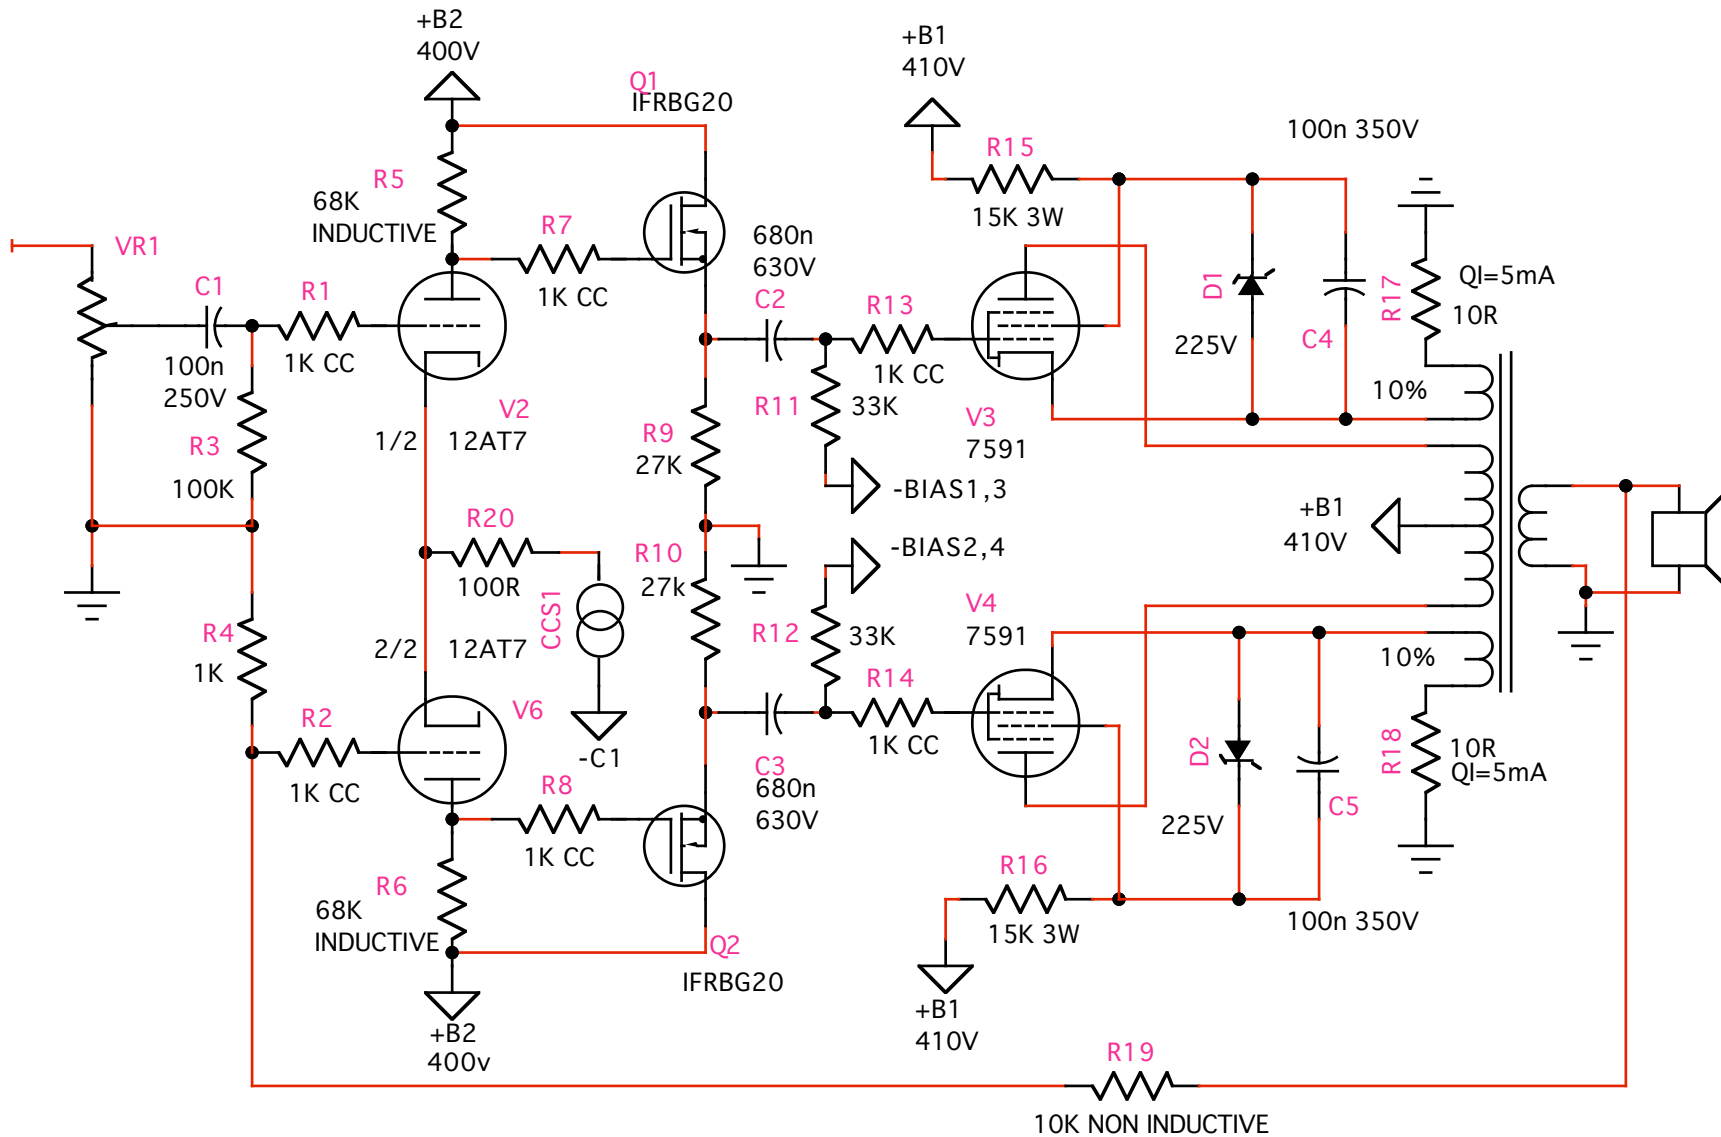 +B2
400V
Q1
IFRBG20
+B1
410V
100n 350V
R15
15K 3W
R5
68K
INDUCTIVE
R7
1K CC
VR1
C1
100n
250V
R1
1K CC
680n
630V
C2
R13
1K CC
D1
225V
C4
R17
QI=5mA
10R
10%
R3
100K
V2
1/2
12AT7
R9
27K
R11
33K
V3
7591
-BIAS1,3
+B1
410V
R20
100R
CCS1
-C1
R10
27k
-BIAS2,4
R12
33K
V4
7591
R4
1K
2/2
12AT7
R14
1K CC
10%
R2
1K CC
V6
C3
680n
630V
D2
225V
C5
R18
10R
QI=5mA
R8
1K CC
R6
68K
INDUCTIVE
R16
15K 3W
100n 350V
Q2
IFRBG20
+B2
400v
+B1
410V
R19
10K NON INDUCTIVE